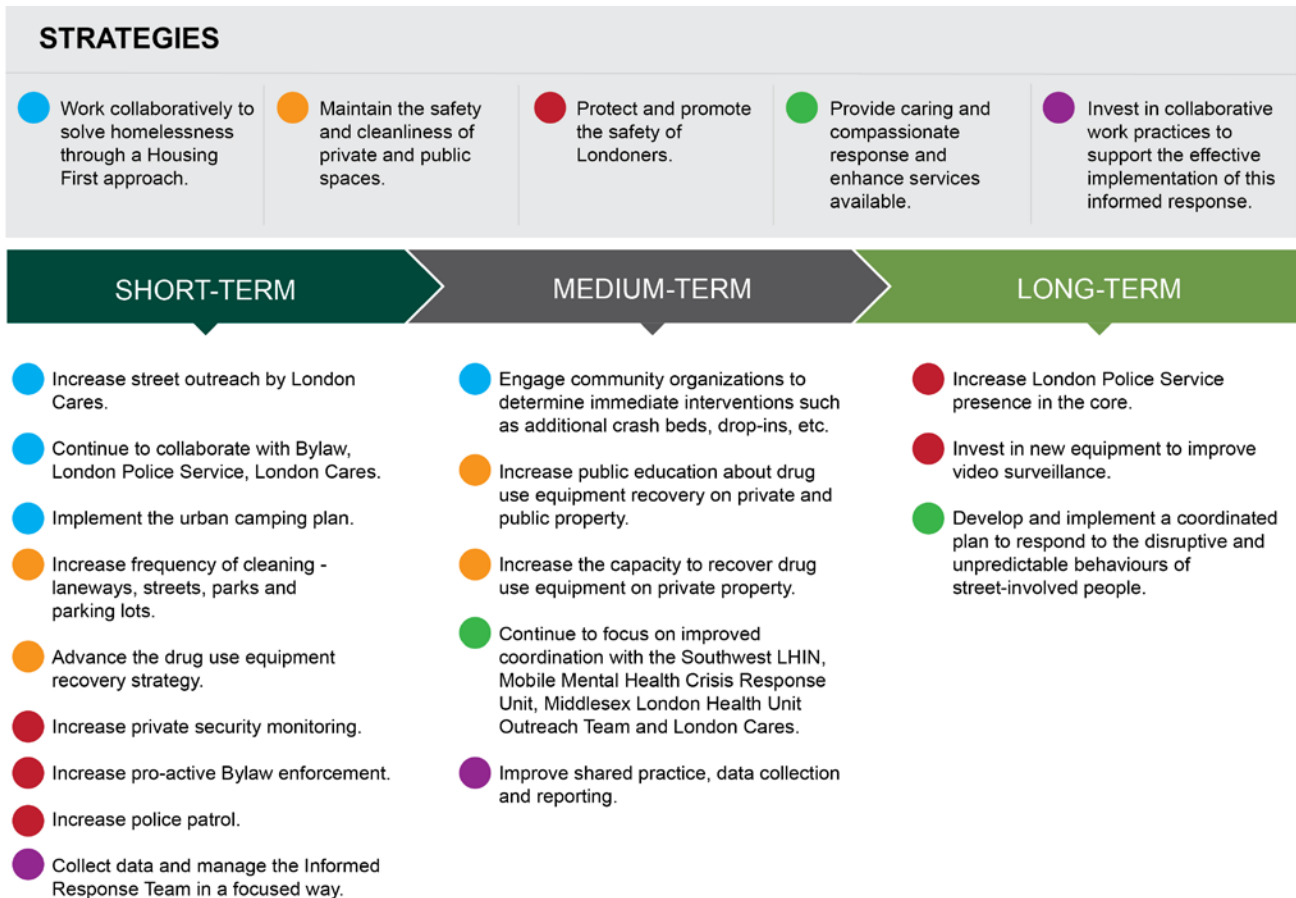 STRATEGIES
Work collaboratively to
solve homelessness
through a Housing
First approach.
Maintain the safety
and cleanliness of
private and public
spaces.
Protect and promote
the safety of
Londoners.
Provide caring and
compassionate
response and
enhance services
available.
Invest in collaborative
work practices to
support the effective
implementation of this
informed response.
SHORT-TERM
Increase street outreach by London
Cares.
Continue to collaborate with Bylaw,
London Police Service, London Cares.
Implement the urban camping plan.
Increase frequency of cleaning -
laneways, streets, parks and
parking lots.
Advance the drug use equipment
recovery strategy.
Increase private security monitoring.
Increase pro-active Bylaw enforcement.
Increase police patrol.
Collect data and manage the Informed
Response Team in a focused way.
MEDIUM-TERM
Engage community organizations to
determine immediate interventions such
as additional crash beds, drop-ins, etc.
Increase public education about drug
use equipment recovery on private and
public property.
Increase the capacity to recover drug
use equipment on private property.
Continue to focus on improved
coordination with the Southwest LHIN,
Mobile Mental Health Crisis Response
Unit, Middlesex London Health Unit
Outreach Team and London Cares.
Improve shared practice, data collection
and reporting.
LONG-TERM
Increase London Police Service
presence in the core.
Invest in new equipment to improve
video surveillance.
Develop and implement a coordinated
plan to respond to the disruptive and
unpredictable behaviours of
street-involved people.